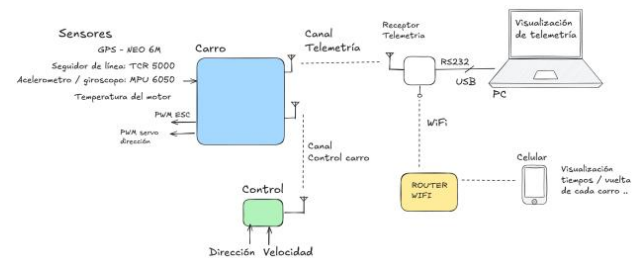 Sensores
GPS - NEO 6M
Seguidor de línea: TCR 5000
Acelerometro / giroscopo: MPU 6050
Temperatura del motor
PWM ESC
PWM servo
dirección
Carro
Canal
Telemetría
Receptor
Telemetria
RS232
USB
Visualización
de telemetría
PC
WiFi
Canal
Control carro
Control
Dirección Velocidad
ROUTER
WIFI
Celular
Visualización
tiempos / vuelta
de cada carro ..